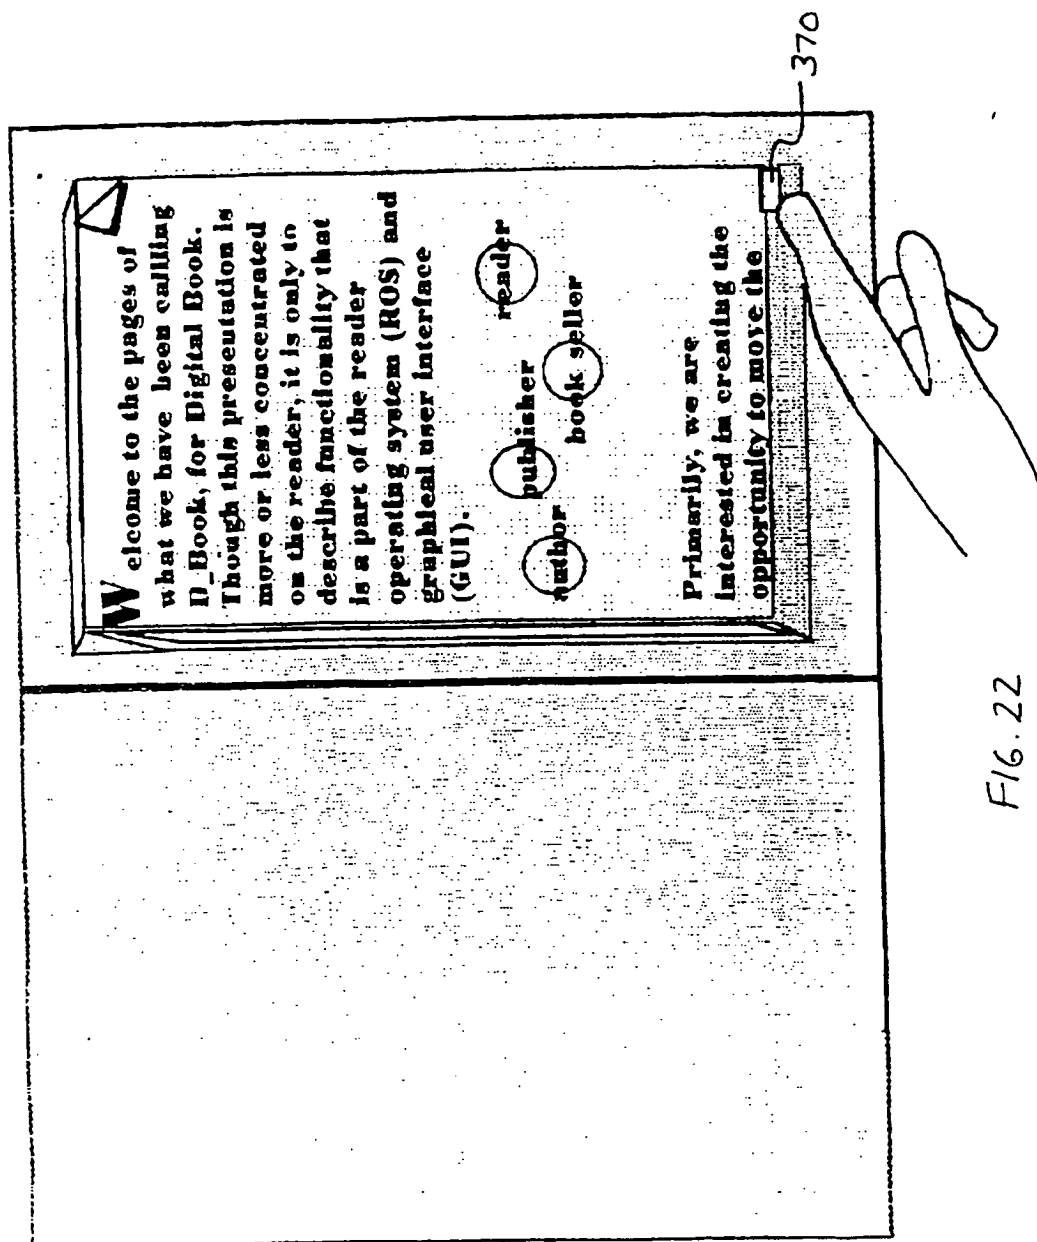 Welcome to the pages of
what we have been callling
D_Book, for Digital Book.
Though this presentation is
more or less concentrated
on the reader, it is only to
describe functionality that
is a part of the reader
operating system (ROS) and
graphical user interface
(GUI).
author
publisher
book seller
reader
Primarily, we are
interested in creating the
opportunity to move the
370
FIG. 22